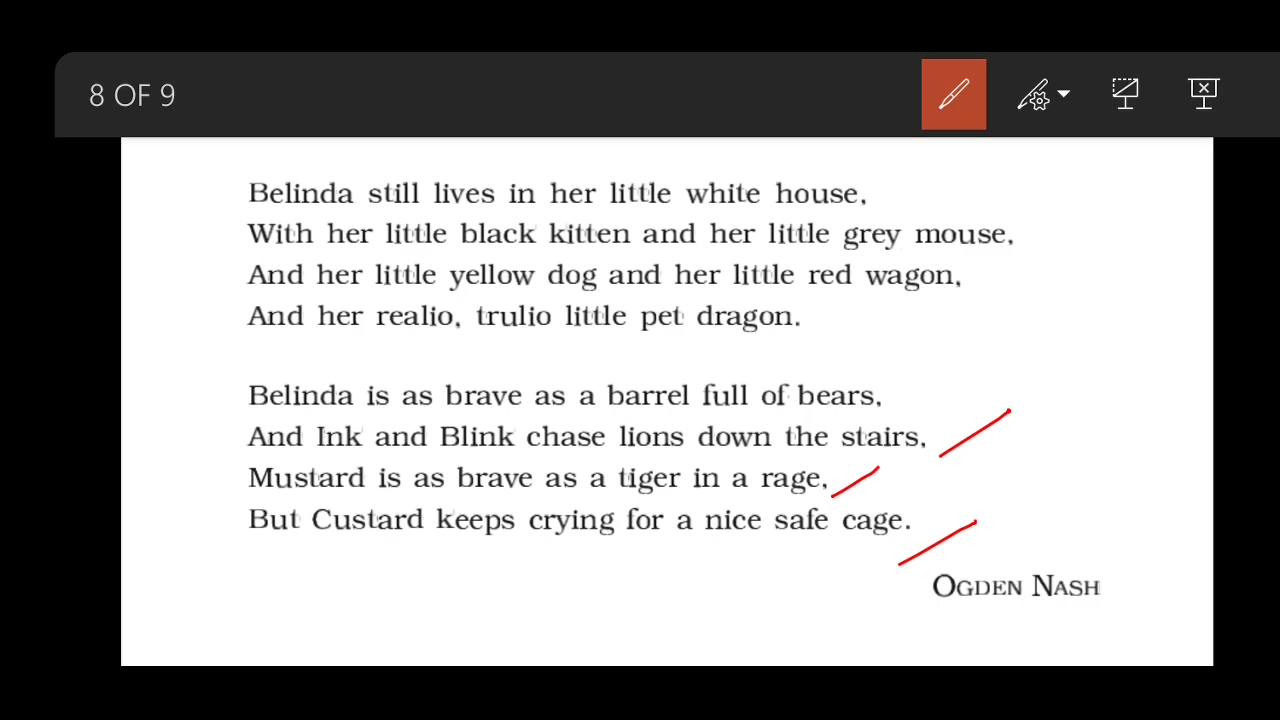 8 OF 9
Belinda still lives in her little white house,
With her little black kitten and her little grey mouse,
And her little yellow dog and her little red wagon,
And her realio, trulio little pet dragon.
Belinda is as brave as a barrel full of bears,
And Ink and Blink chase lions down the stairs,
Mustard is as brave as a tiger in a rage,
But Custard keeps crying for a nice safe cage.
OGDEN NASH